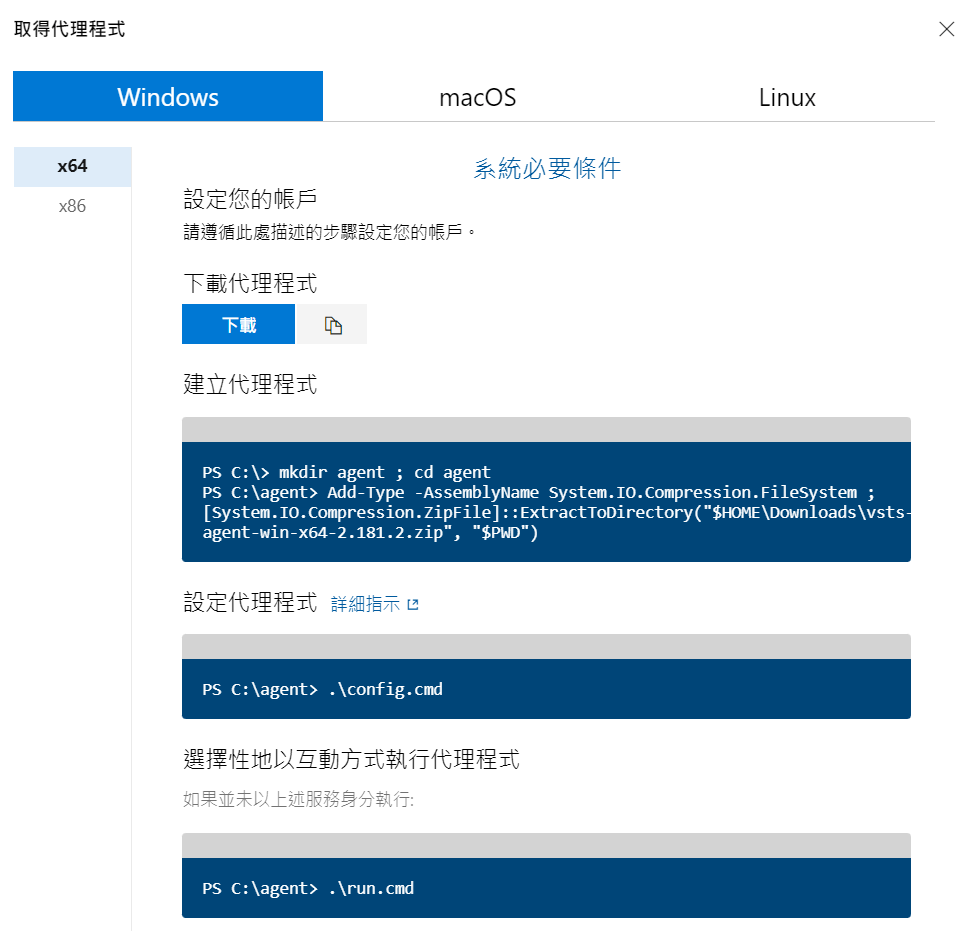 取得代理程式
Windows
macOS
Linux
x64
x86
系統必要條件
設定您的帳戶
請遵循此處描述的步驟設定您的帳戶。
下載代理程式
下載
建立代理程式
PS C:\> mkdir agent ; cd agent
PS C:\agent> Add-Type -AssemblyName System.IO.Compression.FileSystem ;
[System.IO.Compression.ZipFile]::ExtractToDirectory("$HOME\Downloads\vsts-
agent-win-x64-2.181.2.zip", "$PWD")
設定代理程式 詳細指示
PS C:\agent> .\config.cmd
選擇性地以互動方式執行代理程式
如果並未以上述服務身分執行:
PS C:\agent> .\run.cmd